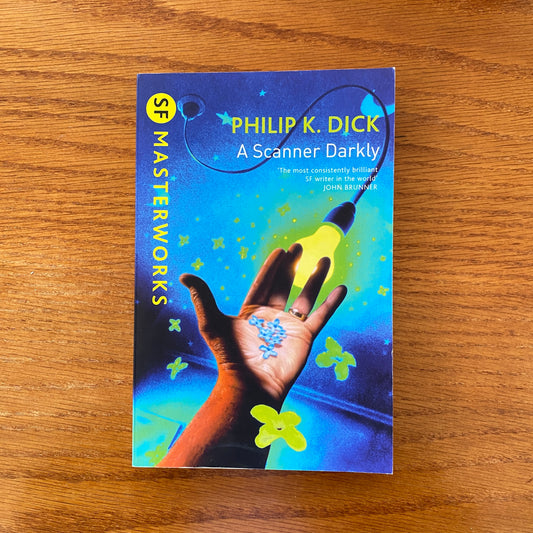 SF MASTERWORKS
PHILIP K. DICK
A Scanner Darkly
'The most consistently brilliant
SF writer in the world'
JOHN BRUNNER